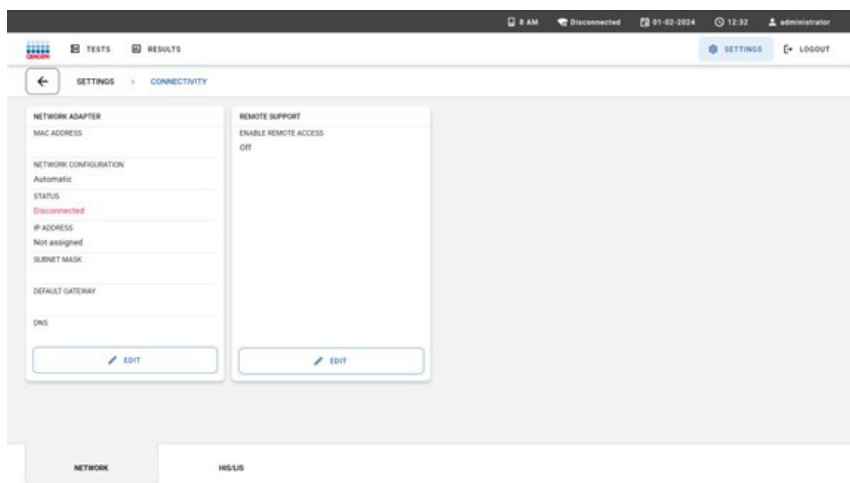 8 AM Disconnected 01-02-2024 12:32 administrator
TESTS RESULTS SETTINGS LOGOUT
SETTINGS › CONNECTIVITY
NETWORK ADAPTER
MAC ADDRESS
NETWORK CONFIGURATION
Automatic
STATUS
Disconnected
IP ADDRESS
Not assigned
SUBNET MASK
DEFAULT GATEWAY
DNS
EDIT
REMOTE SUPPORT
ENABLE REMOTE ACCESS
Off
EDIT
NETWORK HIS/LIS